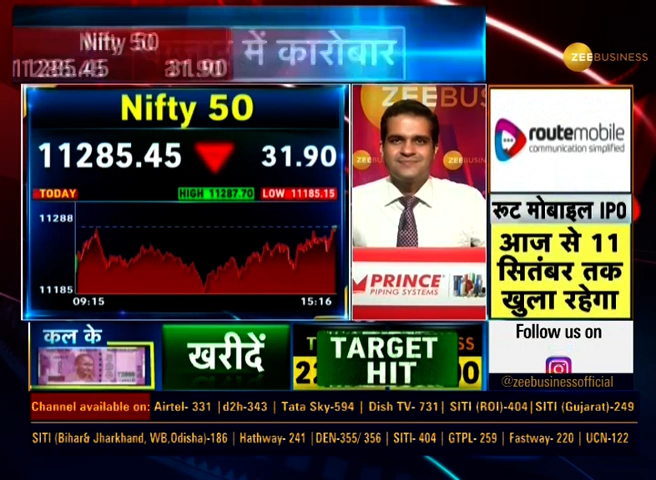 Nifty 50
11285.45 31.90
में कारोबार
ZEEBUSINESS
Nifty 50
11285.45 31.90
TODAY HIGH 11287.70 LOW 11185.15
11288
11185
09:15 15:16
ZEEBUS
PRINCE
PIPING SYSTEMS
routemobile
communication simplified
रूट मोबाइल IPO
आज से 11
सितंबर तक
खुला रहेगा
कल के
खरीदें
TARGET
HIT
Follow us on
@zeebusinessofficial
Channel available on: Airtel- 331 | d2h-343 | Tata Sky-594 | Dish TV- 731| SITI (ROI)-404|SITI (Gujarat)-249
SITI (Bihar& Jharkhand, WB,Odisha)-186 | Hathway- 241 |DEN-355/ 356 | SITI- 404 | GTPL- 259 | Fastway- 220 | UCN-122